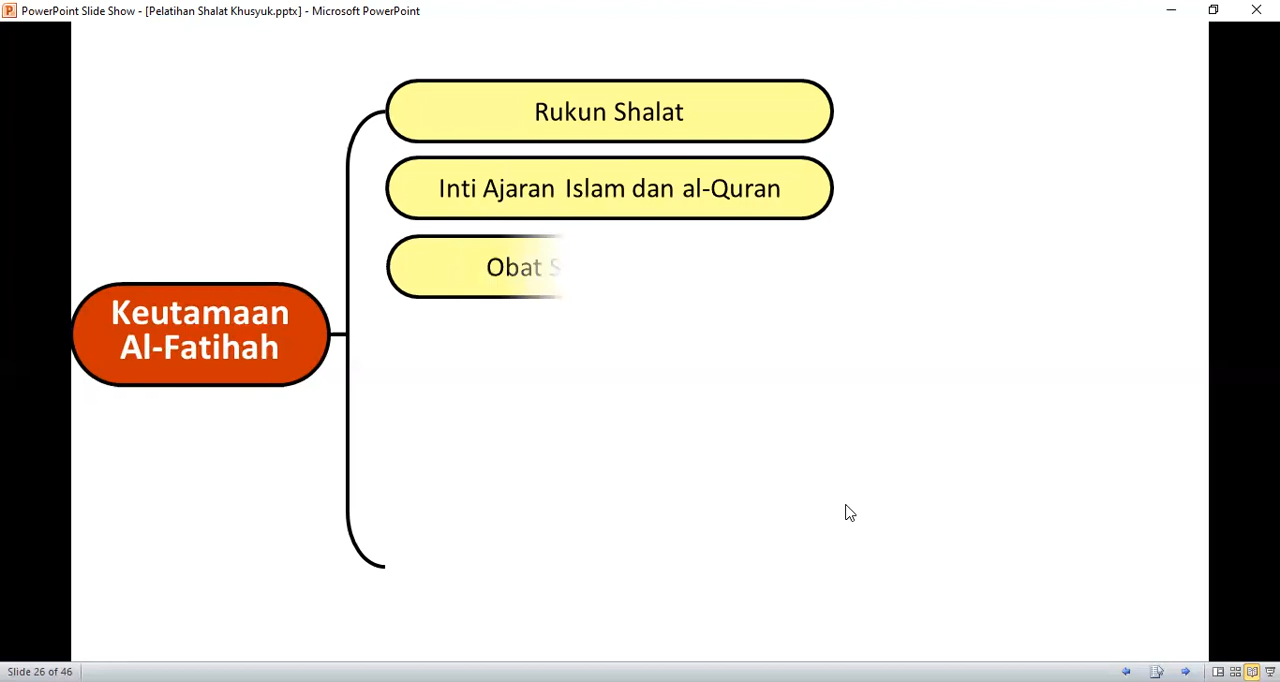 PowerPoint Slide Show - [Pelatihan Shalat Khusyuk.pptx] - Microsoft PowerPoint
Rukun Shalat
Inti Ajaran Islam dan al-Quran
Obat S
Keutamaan
Al-Fatihah
Slide 26 of 46